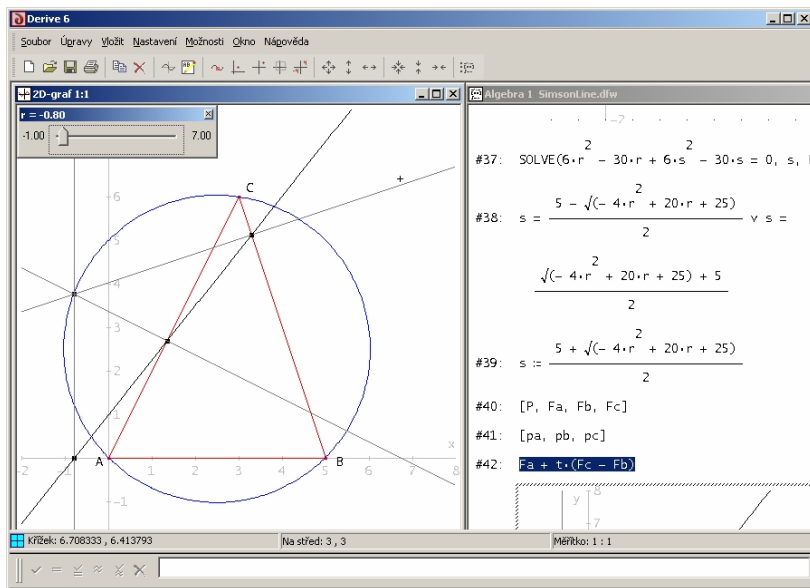 Derive 6
Soubor Úpravy Vložit Nastavení Možnosti Okno Nápověda
2D-graf 1:1
r = -0.80
-1.00 7.00
C
A
B
x
6
5
4
3
2
1
-1
-2 -1 1 2 3 4 5 6 7 8
Algebra 1 SimsonLine.dfw
-7
#37: SOLVE(6·r² - 30·r + 6·s² - 30·s = 0, s,
#38: s = (5 - √(- 4·r² + 20·r + 25))/2 ∨ s =
(√(- 4·r² + 20·r + 25) + 5)/2
#39: s := (5 + √(- 4·r² + 20·r + 25))/2
#40: [P, Fa, Fb, Fc]
#41: [pa, pb, pc]
#42: Fa + t·(Fc - Fb)
y 8
7
Křížek: 6.708333 , 6.413793 Na střed: 3 , 3 Měřítko: 1 : 1